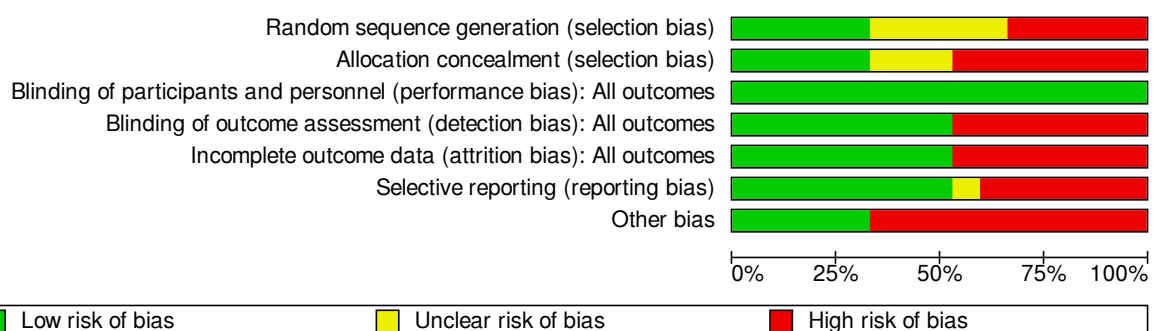 Random sequence generation (selection bias)
Allocation concealment (selection bias)
Blinding of participants and personnel (performance bias): All outcomes
Blinding of outcome assessment (detection bias): All outcomes
Incomplete outcome data (attrition bias): All outcomes
Selective reporting (reporting bias)
Other bias
0% 25% 50% 75% 100%
Low risk of bias Unclear risk of bias High risk of bias